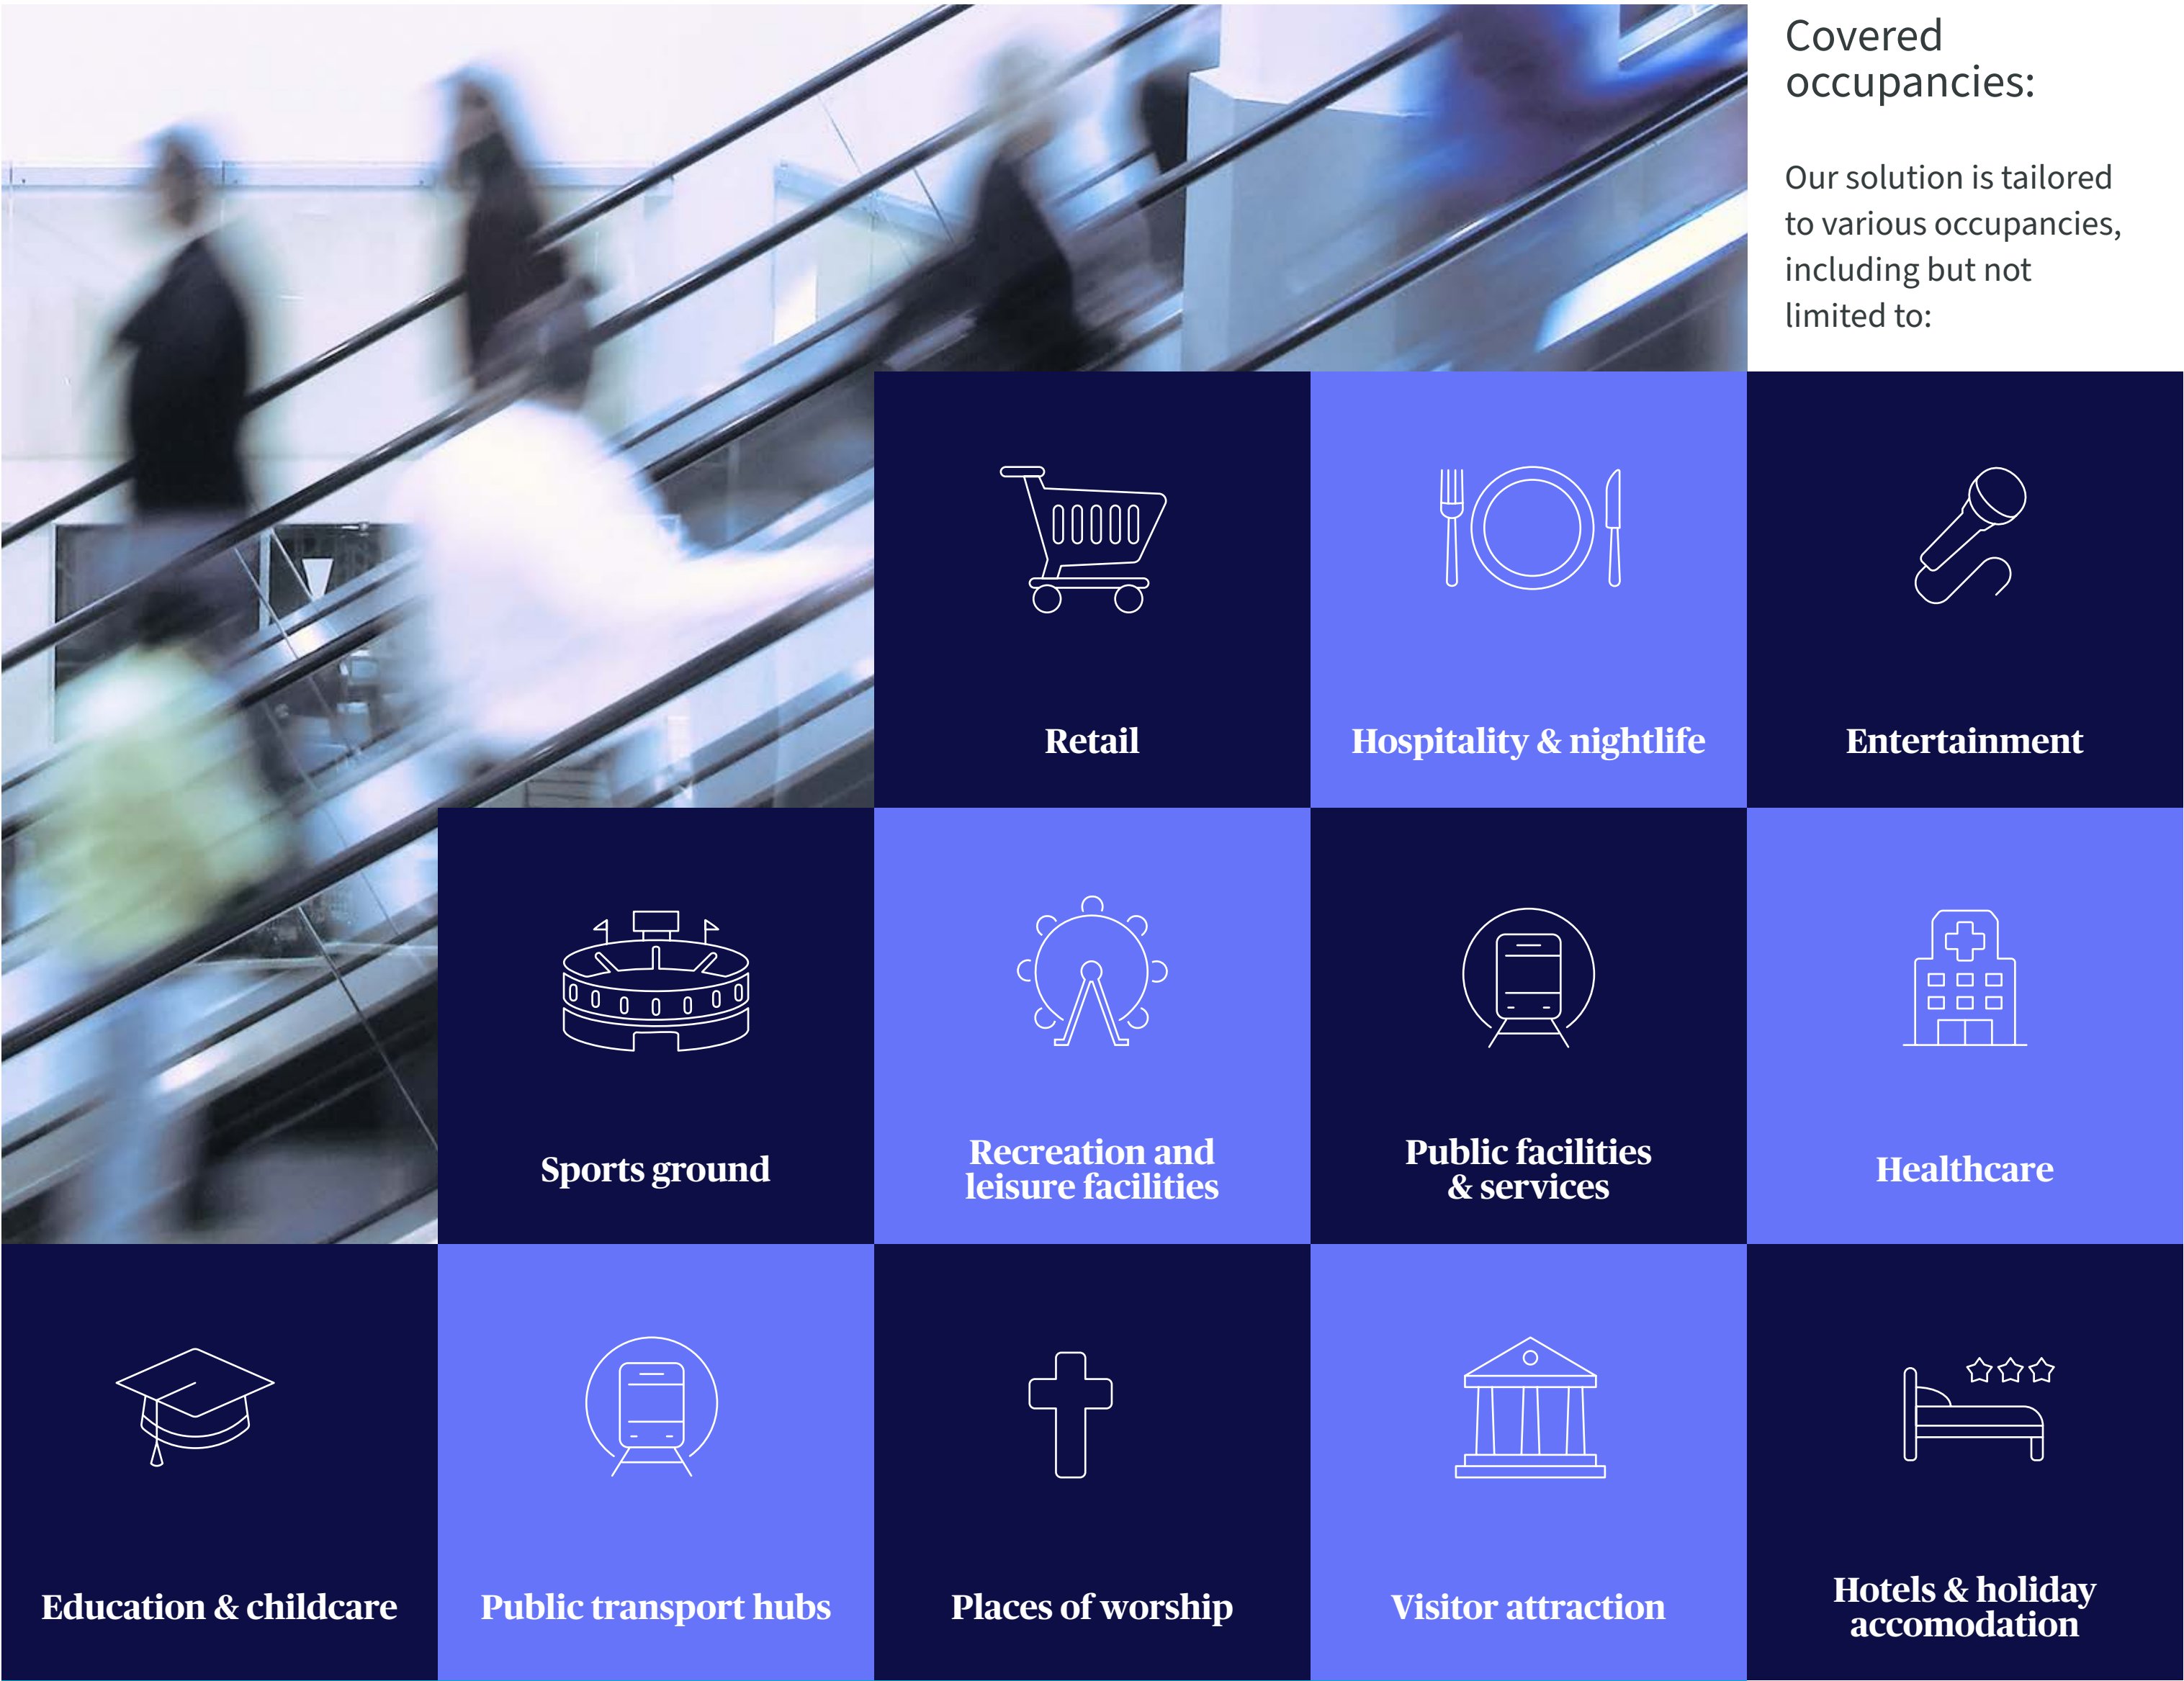 Covered
occupancies:
Our solution is tailored
to various occupancies,
including but not
limited to:
Retail
Hospitality & nightlife
Entertainment
Sports ground
Recreation and
leisure facilities
Public facilities
& services
Healthcare
Education & childcare
Public transport hubs
Places of worship
Visitor attraction
Hotels & holiday
accomodation